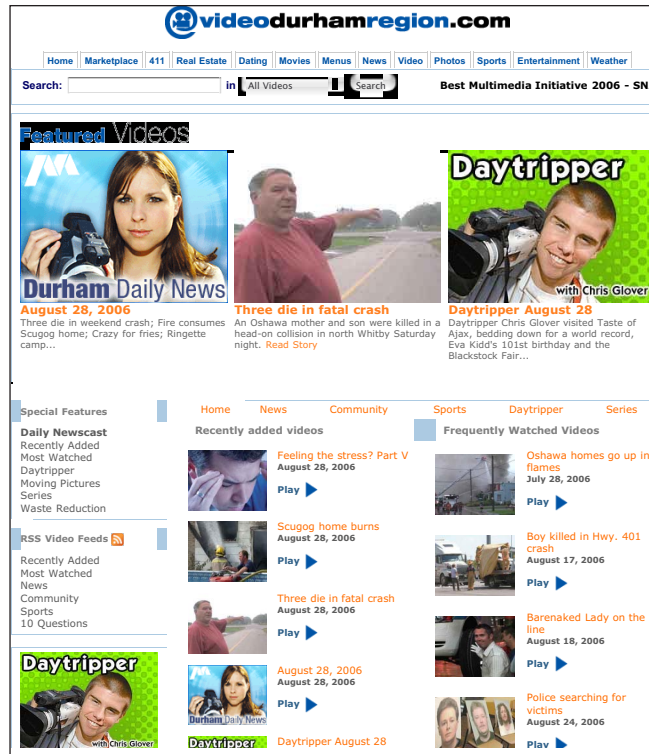 videodurhamregion.com
Home Marketplace 411 Real Estate Dating Movies Menus News Video Photos Sports Entertainment Weather
Search: in All Videos Search Best Multimedia Initiative 2006 - SN
Featured Videos
Durham Daily News
August 28, 2006
Three die in weekend crash; Fire consumes
Scugog home; Crazy for fries; Ringette
camp...
Three die in fatal crash
An Oshawa mother and son were killed in a
head-on collision in north Whitby Saturday
night. Read Story
Daytripper
with Chris Glover
Daytripper August 28
Daytripper Chris Glover visited Taste of
Ajax, bedding down for a world record,
Eva Kidd's 101st birthday and the
Blackstock Fair...
Special Features
Daily Newscast
Recently Added
Most Watched
Daytripper
Moving Pictures
Series
Waste Reduction
RSS Video Feeds
Recently Added
Most Watched
News
Community
Sports
10 Questions
Daytripper
with Chris Glover
Home News Community Sports Daytripper Series
Recently added videos
Feeling the stress? Part V
August 28, 2006
Play
Scugog home burns
August 28, 2006
Play
Three die in fatal crash
August 28, 2006
Play
Durham Daily News
August 28, 2006
August 28, 2006
Play
Daytripper
Daytripper August 28
Frequently Watched Videos
Oshawa homes go up in
flames
July 28, 2006
Play
Boy killed in Hwy. 401
crash
August 17, 2006
Play
Barenaked Lady on the
line
August 18, 2006
Play
Police searching for
victims
August 24, 2006
Play